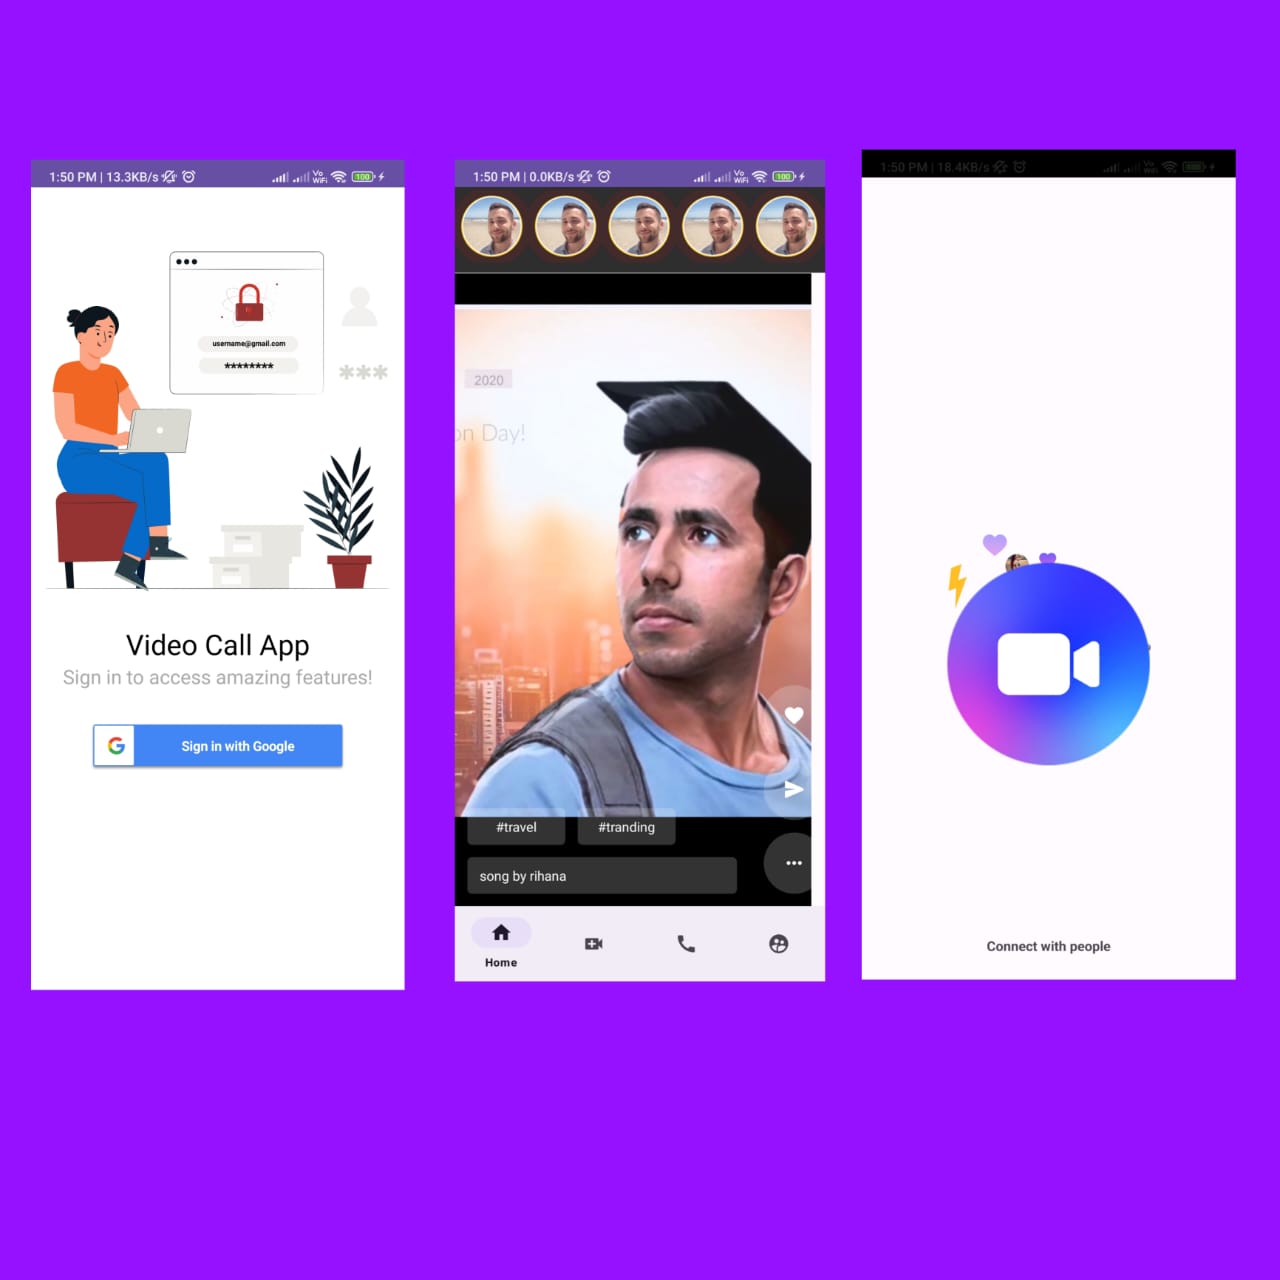 1:50 PM | 13.3KB/s
Vo
WiFi
100
username@gmail.com
********
***
Video Call App
Sign in to access amazing features!
G
Sign in with Google
1:50 PM | 0.0KB/s
Vo
WiFi
100
2020
on Day!
#travel
#tranding
song by rihana
Home
1:50 PM | 18.4KB/s
Vo
WiFi
Connect with people